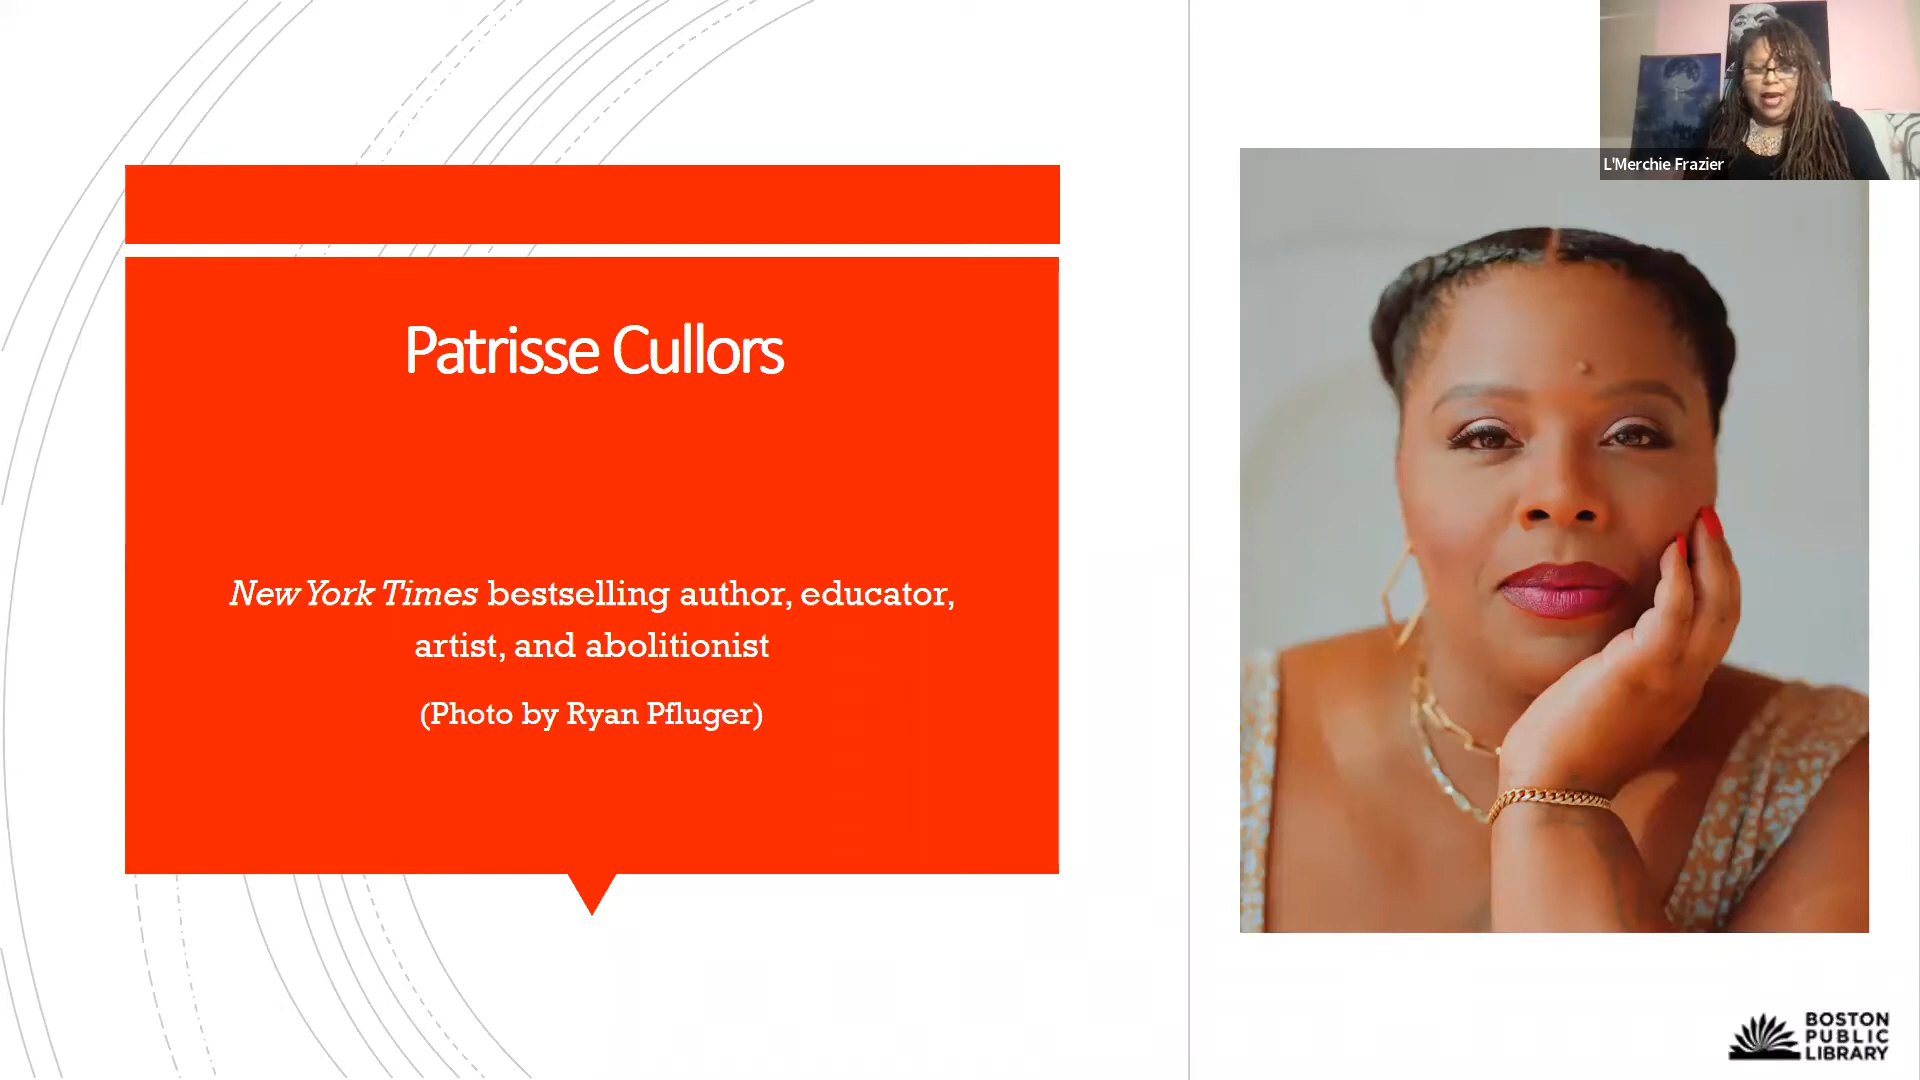 L'Merchie Frazier
Patrisse Cullors
New York Times bestselling author, educator,
artist, and abolitionist
(Photo by Ryan Pfluger)
BOSTON
PUBLIC
LIBRARY